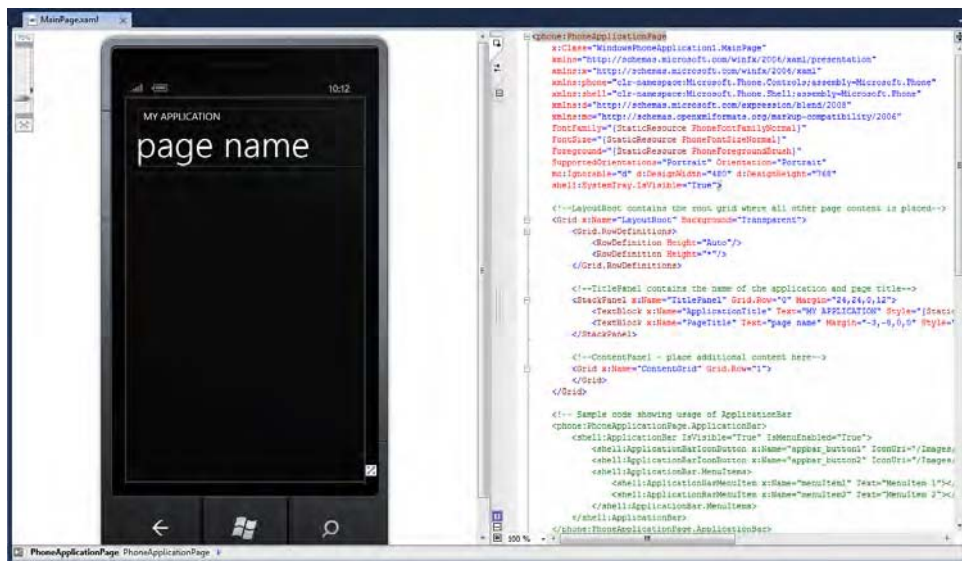 MainPage.xaml
10:12
MY APPLICATION
page name
<phone:PhoneApplicationPage
x:Class="WindowsPhoneApplication1.MainPage"
xmlns="http://schemas.microsoft.com/winfx/2006/xaml/presentation"
xmlns:x="http://schemas.microsoft.com/winfx/2006/xaml"
xmlns:phone="clr-namespace:Microsoft.Phone.Controls;assembly=Microsoft.Phone"
xmlns:shell="clr-namespace:Microsoft.Phone.Shell;assembly=Microsoft.Phone"
xmlns:d="http://schemas.microsoft.com/expression/blend/2008"
xmlns:mc="http://schemas.openxmlformats.org/markup-compatibility/2006"
FontFamily="{StaticResource PhoneFontFamilyNormal}"
FontSize="{StaticResource PhoneFontSizeNormal}"
Foreground="{StaticResource PhoneForegroundBrush}"
SupportedOrientations="Portrait" Orientation="Portrait"
mc:Ignorable="d" d:DesignWidth="480" d:DesignHeight="768"
shell:SystemTray.IsVisible="True">
<!--LayoutRoot contains the root grid where all other page content is placed-->
<Grid x:Name="LayoutRoot" Background="Transparent">
<Grid.RowDefinitions>
<RowDefinition Height="Auto"/>
<RowDefinition Height="*"/>
</Grid.RowDefinitions>
<!--TitlePanel contains the name of the application and page title-->
<StackPanel x:Name="TitlePanel" Grid.Row="0" Margin="24,24,0,12">
<TextBlock x:Name="ApplicationTitle" Text="MY APPLICATION" Style="{Static
<TextBlock x:Name="PageTitle" Text="page name" Margin="-3,-8,0,0" Style="
</StackPanel>
<!--ContentPanel - place additional content here-->
<Grid x:Name="ContentGrid" Grid.Row="1">
</Grid>
</Grid>
<!-- Sample code showing usage of ApplicationBar
<phone:PhoneApplicationPage.ApplicationBar>
<shell:ApplicationBar IsVisible="True" IsMenuEnabled="True">
<shell:ApplicationBarIconButton x:Name="appbar_button1" IconUri="/Images/
<shell:ApplicationBarIconButton x:Name="appbar_button2" IconUri="/Images/
<shell:ApplicationBar.MenuItems>
<shell:ApplicationBarMenuItem x:Name="menuItem1" Text="MenuItem 1"></
<shell:ApplicationBarMenuItem x:Name="menuItem2" Text="MenuItem 2"></
</shell:ApplicationBar.MenuItems>
</shell:ApplicationBar>
</phone:PhoneApplicationPage.ApplicationBar>
100 %
PhoneApplicationPage PhoneApplicationPage